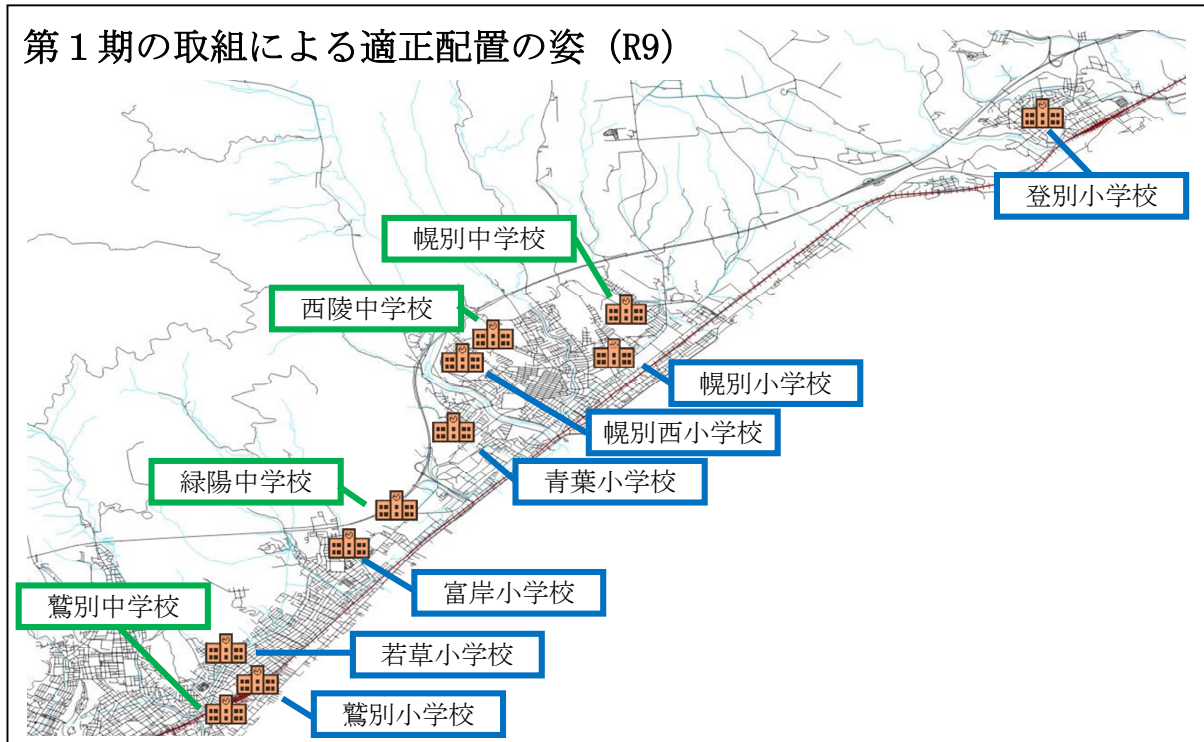 第1期の取組による適正配置の姿（R9）
登別小学校
幌別中学校
西陵中学校
幌別小学校
幌別西小学校
青葉小学校
緑陽中学校
富岸小学校
鷲別中学校
若草小学校
鷲別小学校